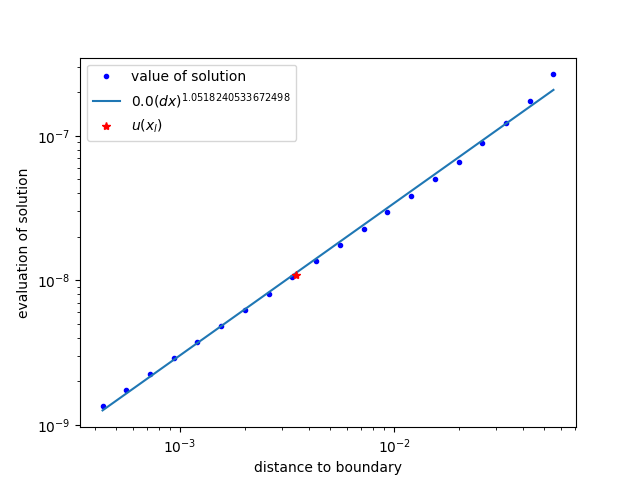 value of solution
0.0(dx)^1.0518240533672498
u(x_l)
10^-7
10^-8
10^-9
evaluation of solution
10^-3
10^-2
distance to boundary